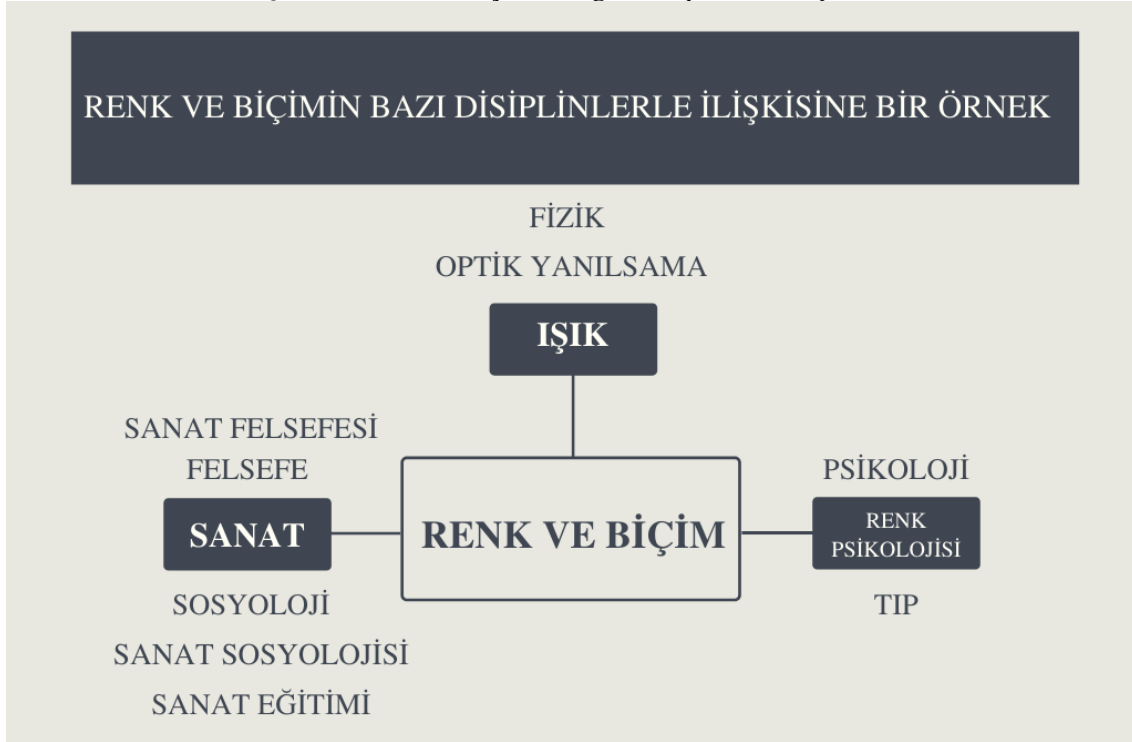 RENK VE BİÇİMİN BAZI DİSİPLİNLERLE İLİŞKİSİNE BİR ÖRNEK
FİZİK
OPTİK YANILSAMA
IŞIK
SANAT FELSEFESİ
FELSEFE
SANAT
SOSYOLOJİ
SANAT SOSYOLOJİSİ
SANAT EĞİTİMİ
RENK VE BİÇİM
PSİKOLOJİ
RENK
PSİKOLOJİSİ
TIP